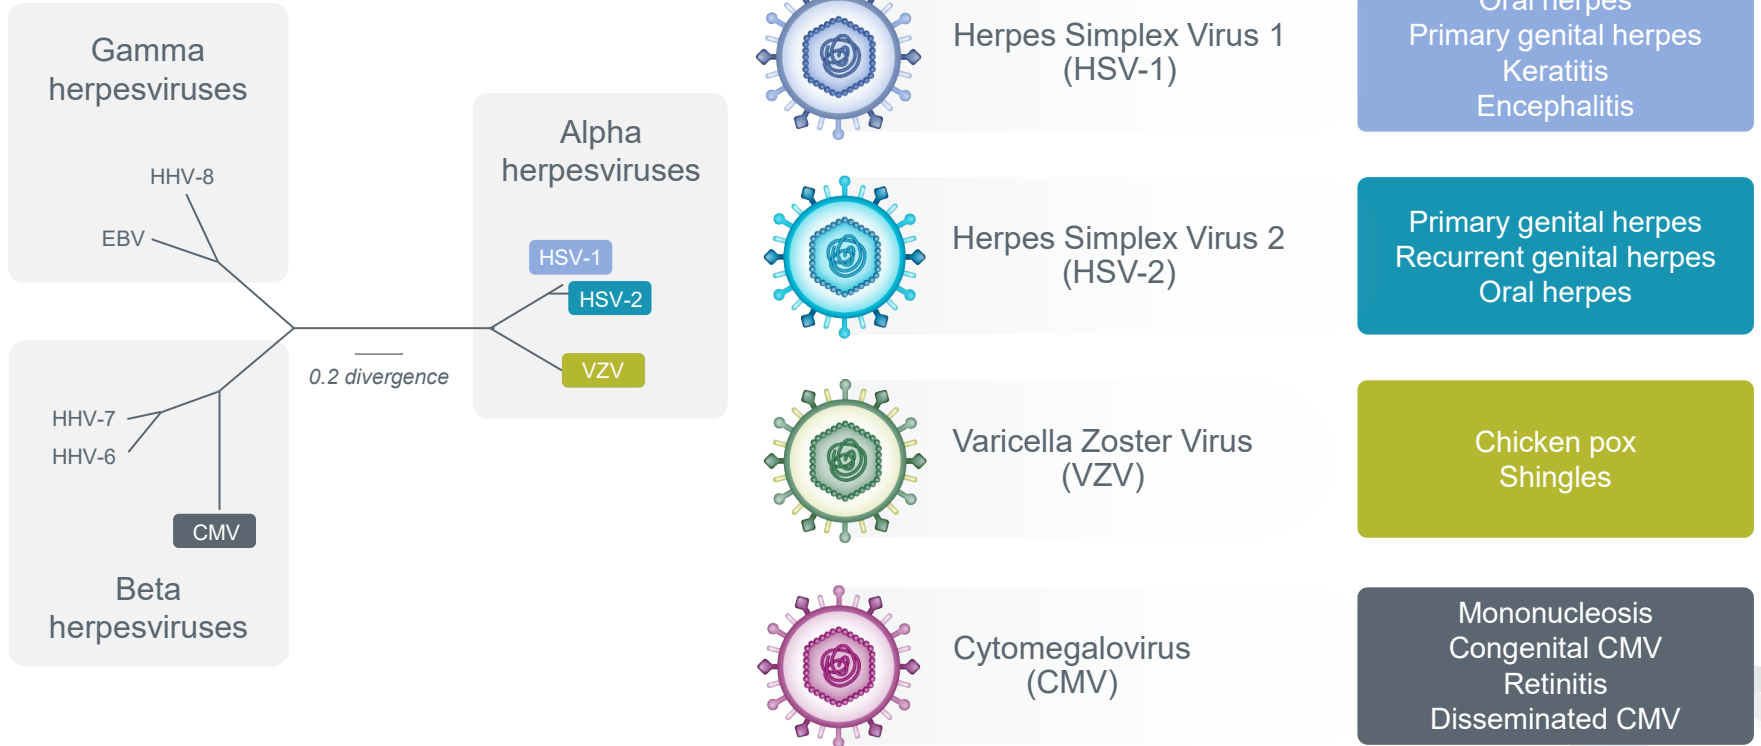 Gamma
herpesviruses
HHV-8
EBV
Alpha
herpesviruses
HSV-1
HSV-2
VZV
0.2 divergence
HHV-7
HHV-6
CMV
Beta
herpesviruses
Herpes Simplex Virus 1
(HSV-1)
Oral herpes
Primary genital herpes
Keratitis
Encephalitis
Herpes Simplex Virus 2
(HSV-2)
Primary genital herpes
Recurrent genital herpes
Oral herpes
Varicella Zoster Virus
(VZV)
Chicken pox
Shingles
Cytomegalovirus
(CMV)
Mononucleosis
Congenital CMV
Retinitis
Disseminated CMV